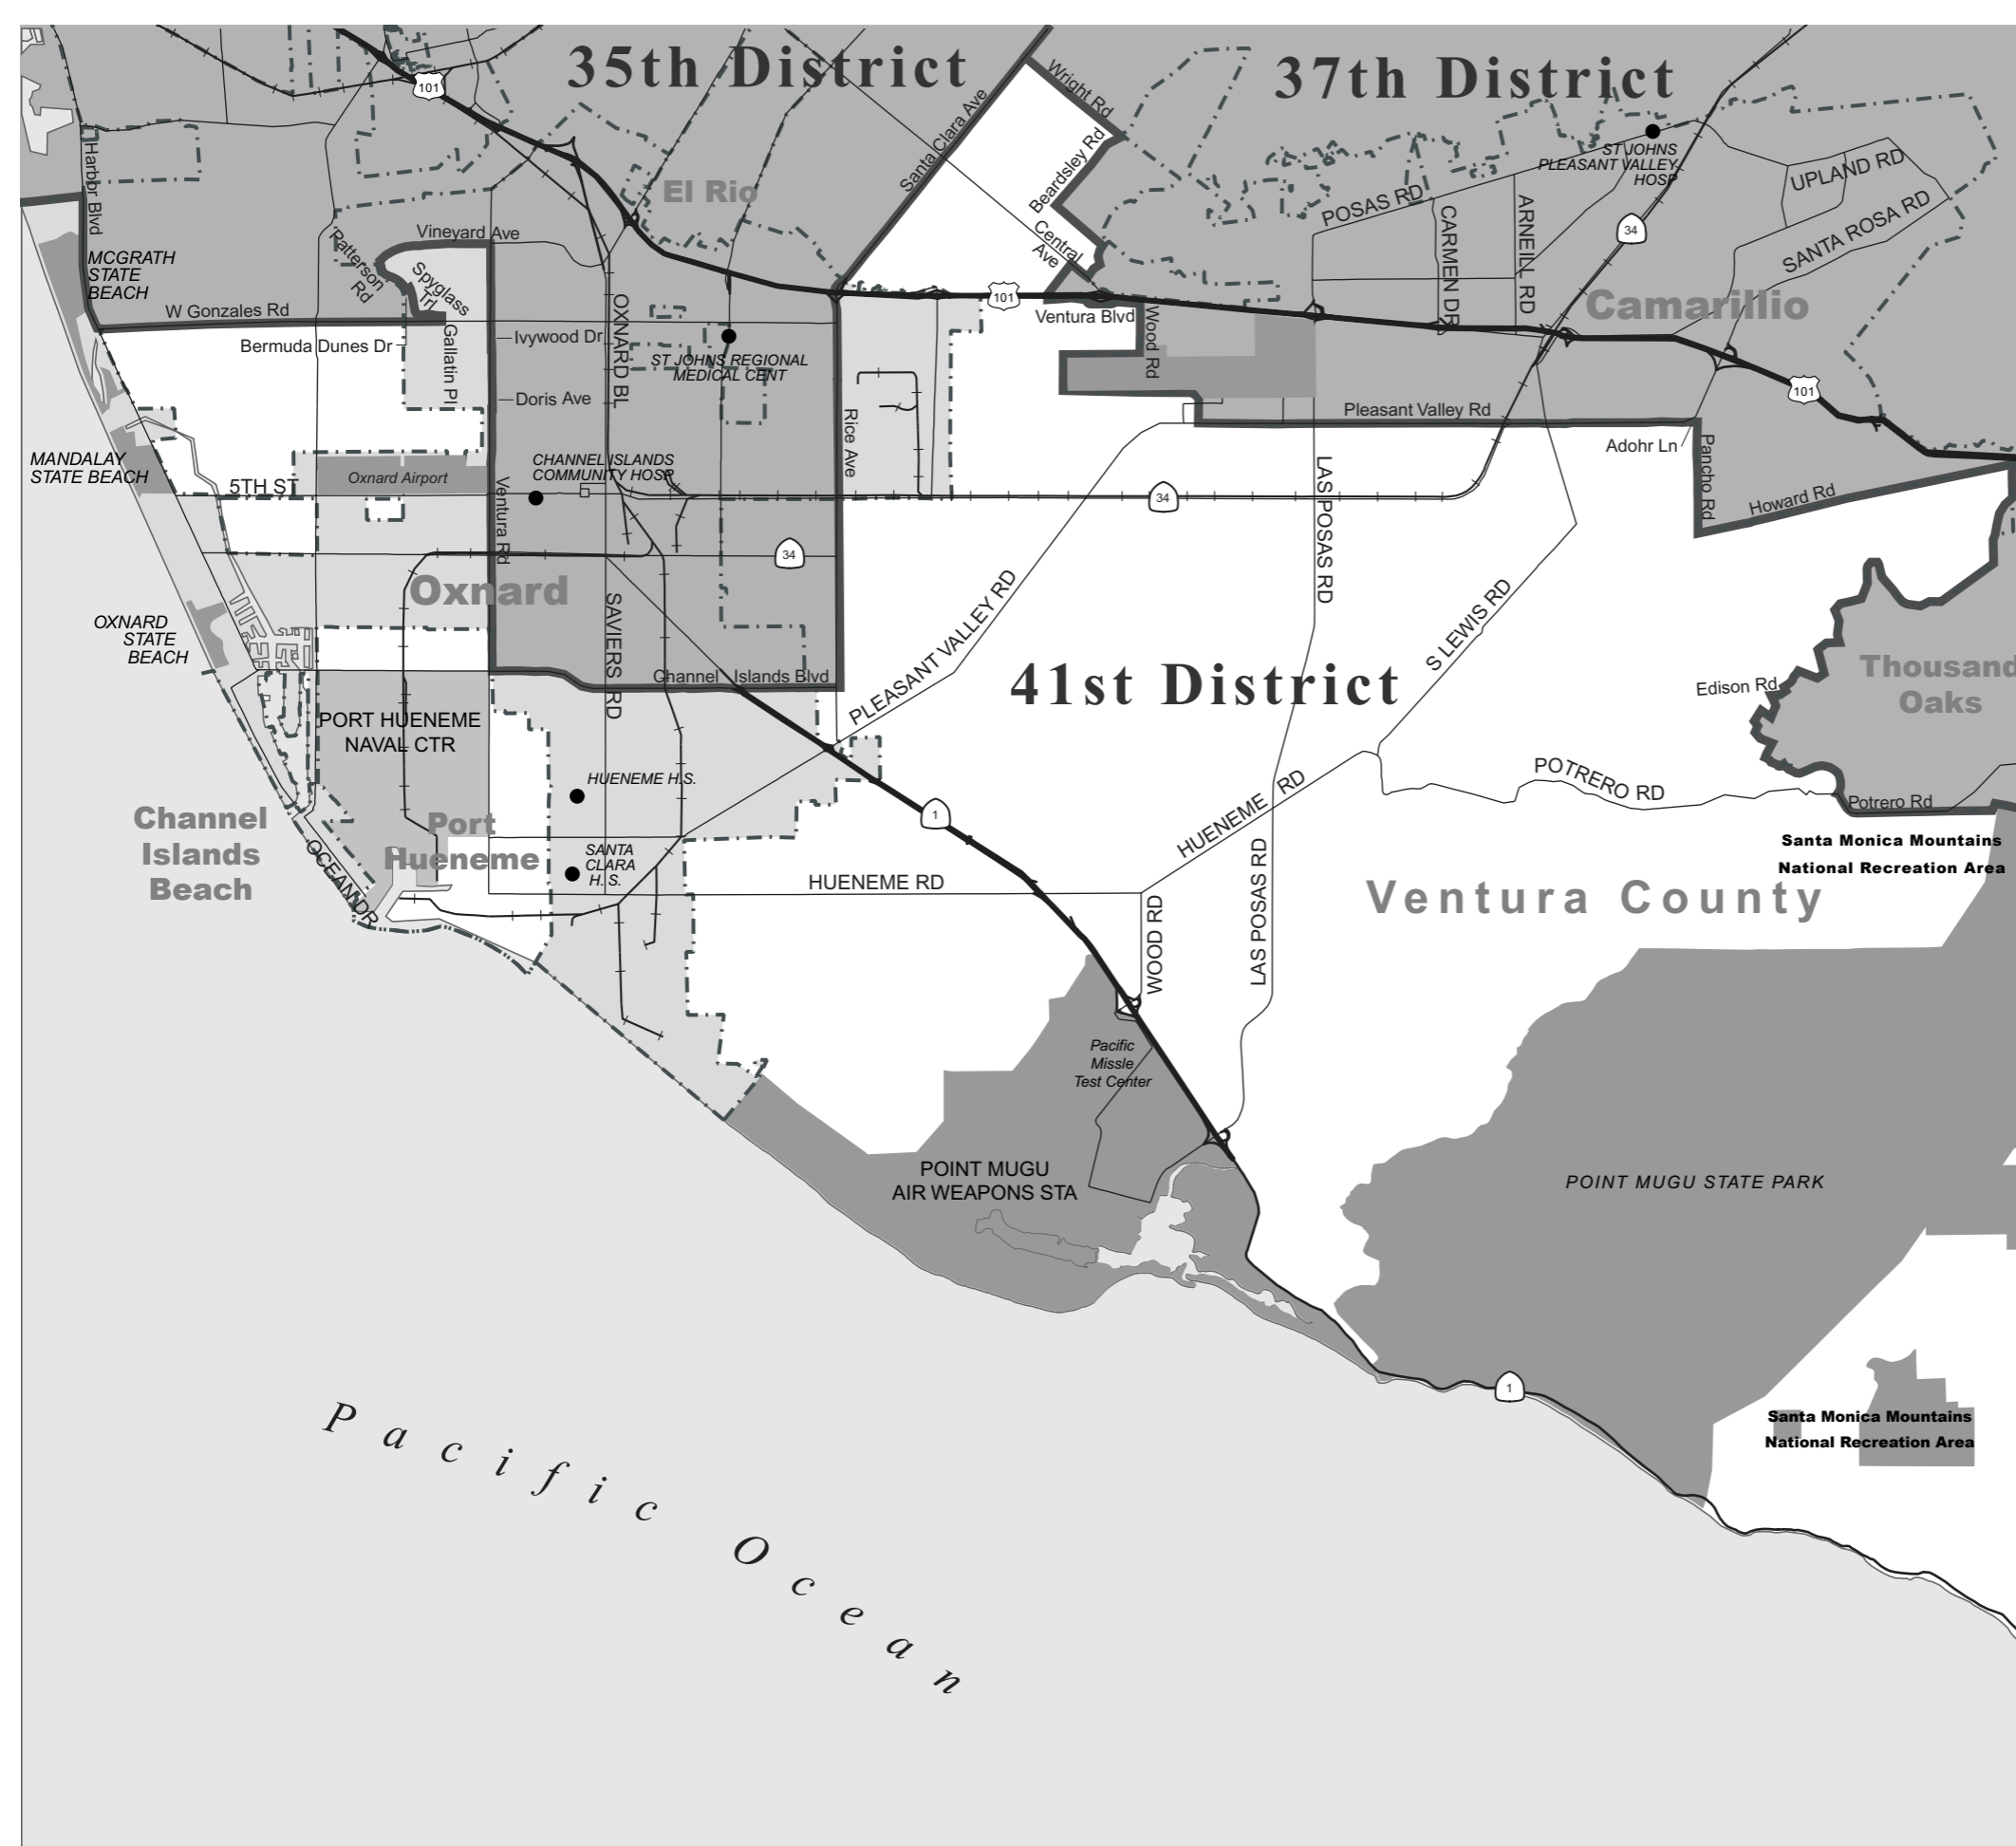 35th District
37th District
101
Wright Rd
Santa Clara Ave
Beardsley Rd
Harbor Blvd
El Rio
ST JOHNS
PLEASANT VALLEY
HOSP
UPLAND RD
POSAS RD
CARMEN DR
ARNEILL RD
34
SANTA ROSA RD
MCGRATH
STATE
BEACH
Patterson
Rd
Vineyard Ave
Spyglass
Trl
Central
Ave
101
Camarillio
W Gonzales Rd
OXNARD BL
Ventura Blvd
Wood Rd
Bermuda Dunes Dr
Gallatin Pl
Ivywood Dr
ST JOHNS REGIONAL
MEDICAL CENT
101
Doris Ave
Rice Ave
Pleasant Valley Rd
Adohr Ln
Pancho Rd
MANDALAY
STATE BEACH
5TH ST
Oxnard Airport
CHANNEL ISLANDS
COMMUNITY HOSP
Ventura Rd
34
LAS POSAS RD
Howard Rd
34
Oxnard
SAVIERS RD
PLEASANT VALLEY RD
S LEWIS RD
OXNARD
STATE
BEACH
Channel Islands Blvd
41st District
Edison Rd
Thousand
Oaks
PORT HUENEME
NAVAL CTR
HUENEME H.S.
HUENEME RD
POTRERO RD
Potrero Rd
Channel
Islands
Beach
Port
Hueneme
1
OCEAN DR
SANTA
CLARA
H.S.
HUENEME RD
WOOD RD
LAS POSAS RD
Santa Monica Mountains
National Recreation Area
Ventura County
Pacific
Missle
Test Center
POINT MUGU
AIR WEAPONS STA
POINT MUGU STATE PARK
1
Santa Monica Mountains
National Recreation Area
Pacific Ocean